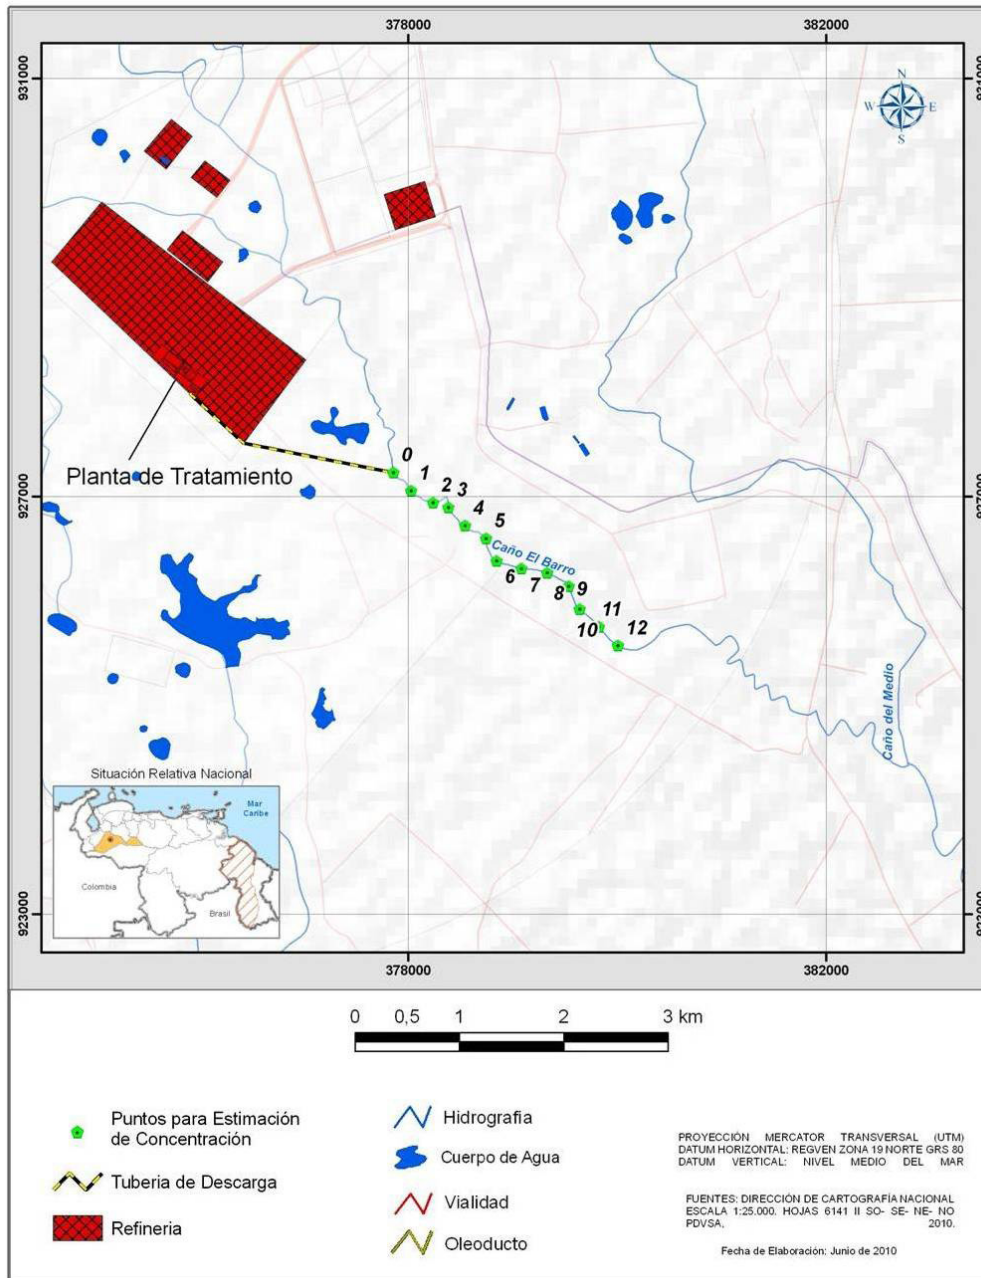 378000
382000
931000
931000
N
W
E
S
Planta de Tratamiento
0
1
2
3
4
5
Caño El Barro
6
7
8
9
10
11
12
927000
927000
Caño del Medio
Situación Relativa Nacional
Mar
Caribe
Colombia
Brasil
923000
923000
378000
382000
0 0,5 1 2 3 km
Puntos para Estimación
de Concentración
Tuberia de Descarga
Refineria
Hidrografia
Cuerpo de Agua
Vialidad
Oleoducto
PROYECCIÓN MERCATOR TRANSVERSAL (UTM)
DATUM HORIZONTAL: REGVEN ZONA 19 NORTE GRS 80
DATUM VERTICAL: NIVEL MEDIO DEL MAR
FUENTES: DIRECCIÓN DE CARTOGRAFÍA NACIONAL
ESCALA 1:25.000. HOJAS 6141 II SO- SE- NE- NO
PDVSA, 2010.
Fecha de Elaboración: Junio de 2010